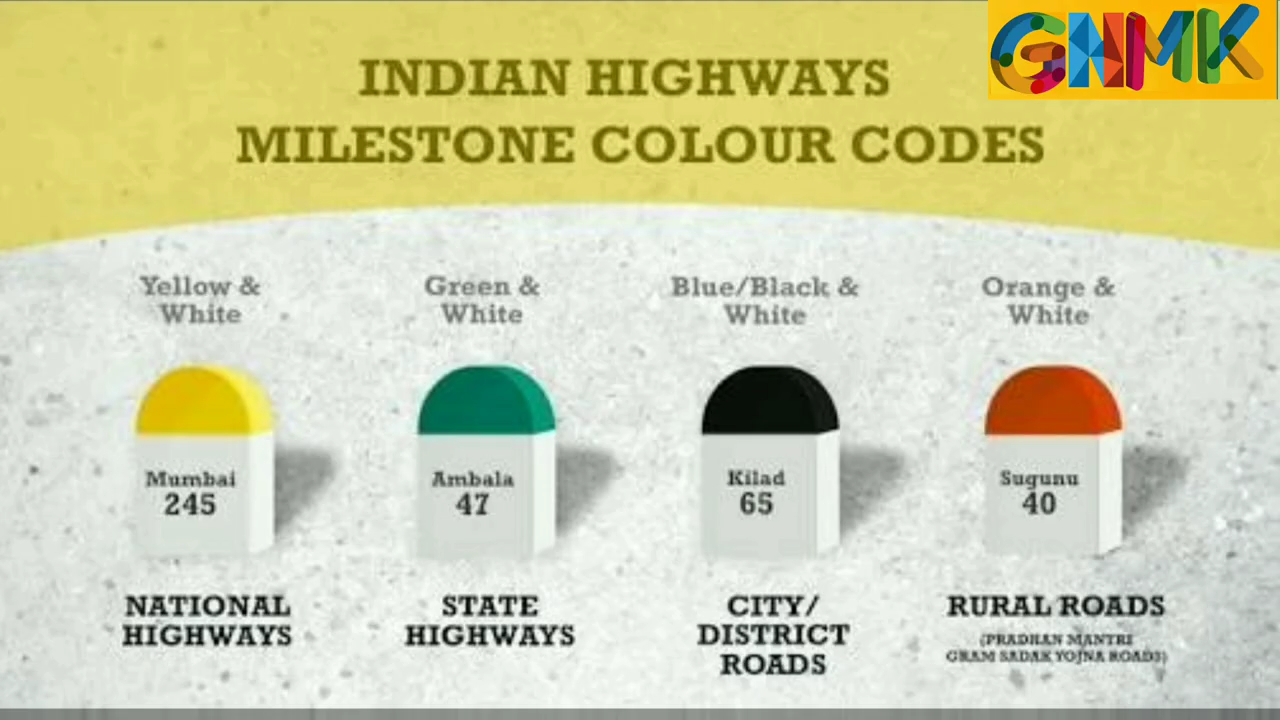 GNMK
INDIAN HIGHWAYS
MILESTONE COLOUR CODES
Yellow &
White
Green &
White
Blue/Black &
White
Orange &
White
Mumbai
245
Ambala
47
Kilad
65
Sugunu
40
NATIONAL
HIGHWAYS
STATE
HIGHWAYS
CITY/
DISTRICT
ROADS
RURAL ROADS
(PRADHAN MANTRI
GRAM SADAK YOJNA ROADS)